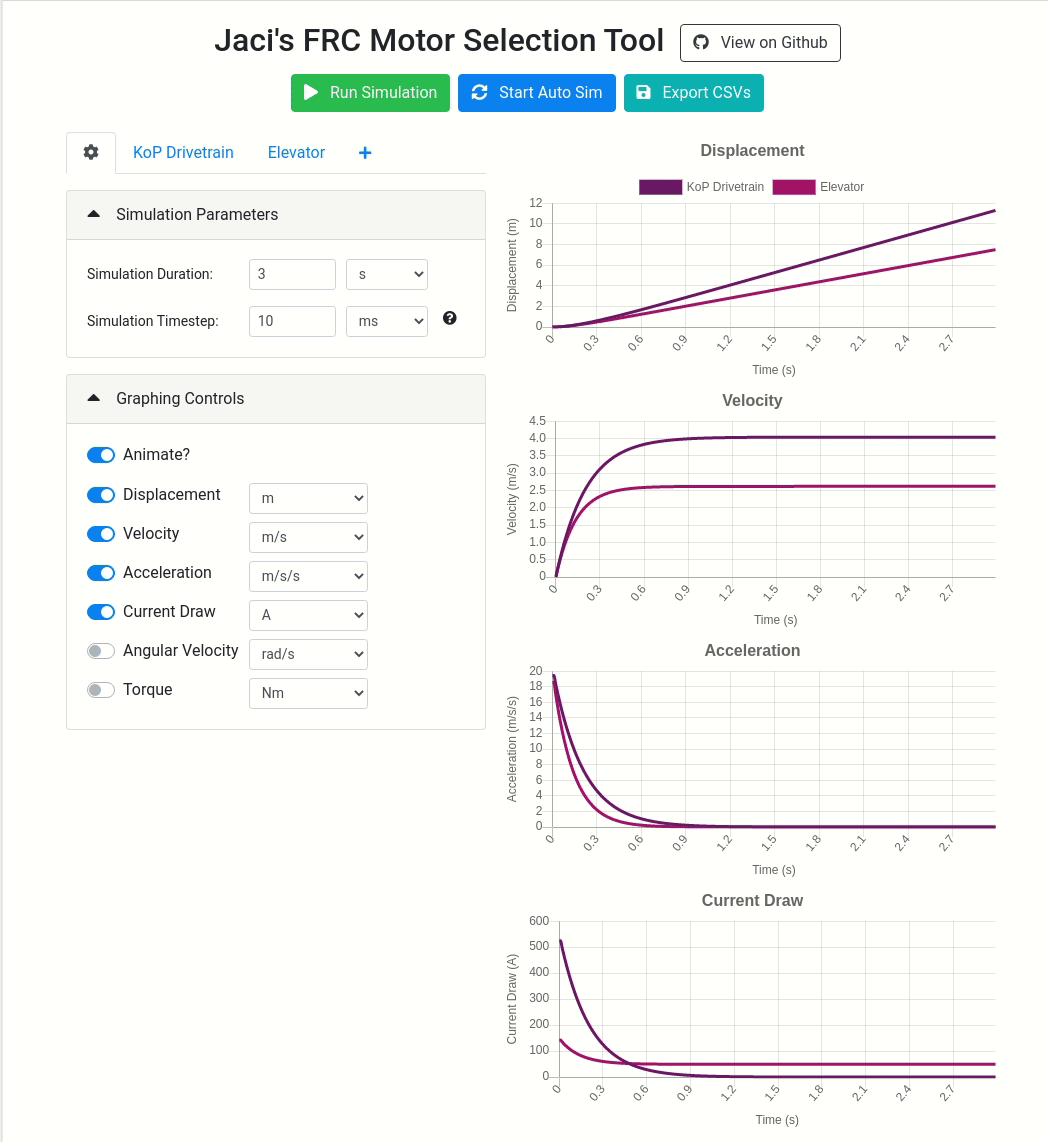 Jaci's FRC Motor Selection Tool
View on Github
Run Simulation
Start Auto Sim
Export CSVs
KoP Drivetrain
Elevator
+
Simulation Parameters
Simulation Duration:
3
s
Simulation Timestep:
10
ms
?
Graphing Controls
Animate?
Displacement
m
Velocity
m/s
Acceleration
m/s/s
Current Draw
A
Angular Velocity
rad/s
Torque
Nm
Displacement
KoP Drivetrain
Elevator
Displacement (m)
12
10
8
6
4
2
0
0
0.3
0.6
0.9
1.2
1.5
1.8
2.1
2.4
2.7
Time (s)
Velocity
Velocity (m/s)
4.5
4.0
3.5
3.0
2.5
2.0
1.5
1.0
0.5
0
0
0.3
0.6
0.9
1.2
1.5
1.8
2.1
2.4
2.7
Time (s)
Acceleration
Acceleration (m/s/s)
20
18
16
14
12
10
8
6
4
2
0
0
0.3
0.6
0.9
1.2
1.5
1.8
2.1
2.4
2.7
Time (s)
Current Draw
Current Draw (A)
600
500
400
300
200
100
0
0
0.3
0.6
0.9
1.2
1.5
1.8
2.1
2.4
2.7
Time (s)